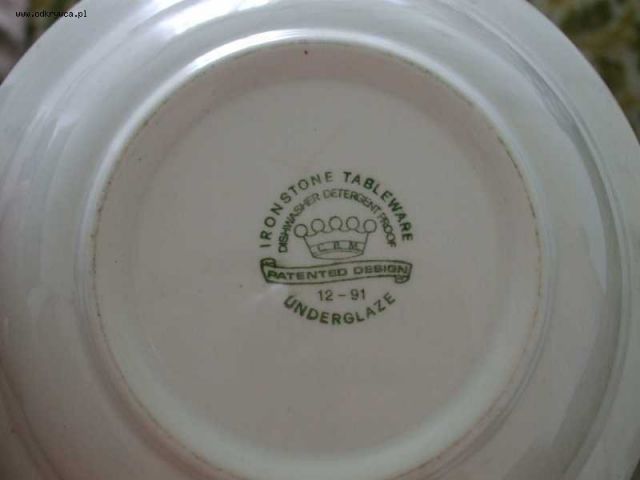 www.odkrywca.pl
IRONSTONE TABLEWARE
DISHWASHER DETERGENT PROOF
C.B.M.
PATENTED DESIGN
12-91
UNDERGLAZE